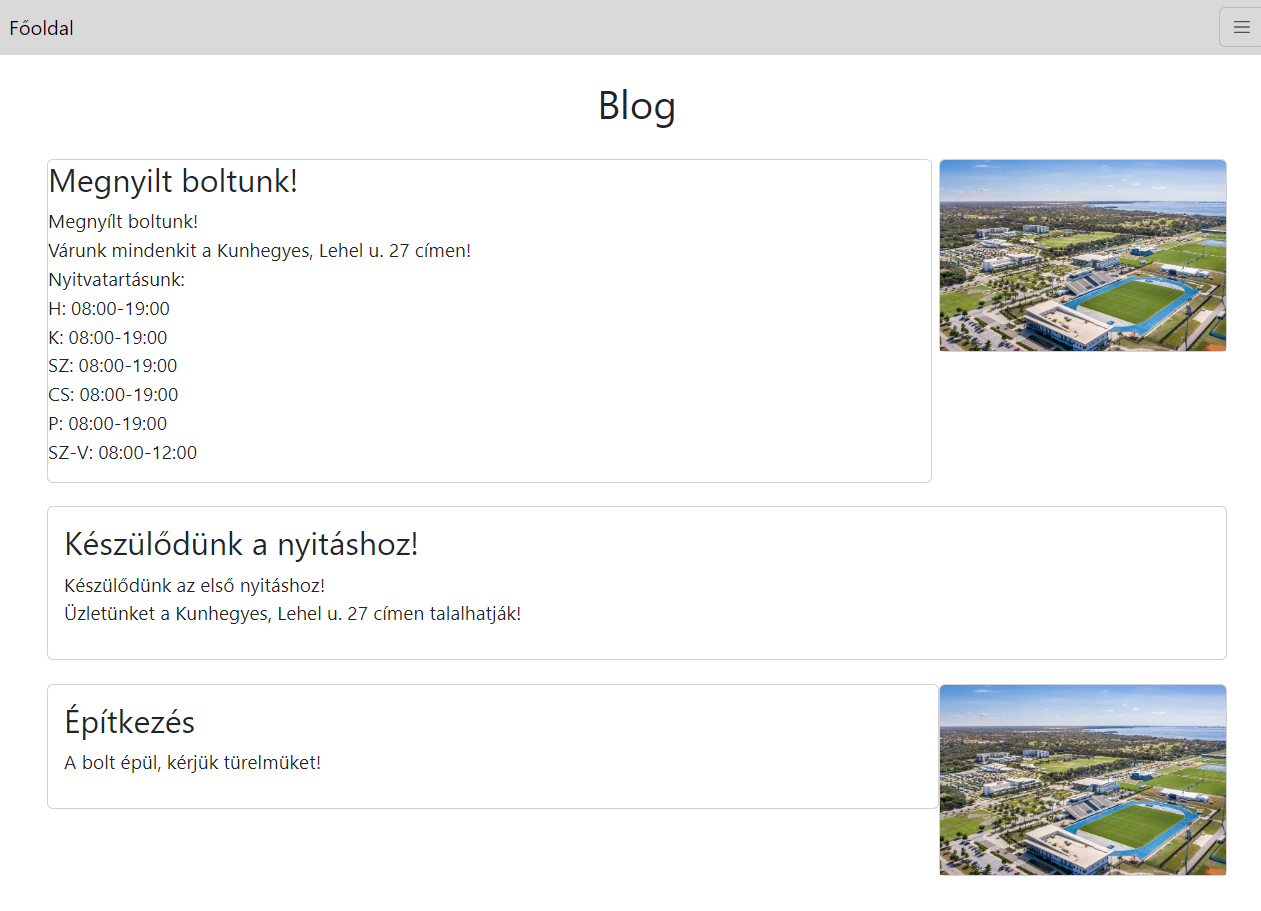 Főoldal
Blog
Megnyilt boltunk!
Megnyílt boltunk!
Várunk mindenkit a Kunhegyes, Lehel u. 27 címen!
Nyitvatartásunk:
H: 08:00-19:00
K: 08:00-19:00
SZ: 08:00-19:00
CS: 08:00-19:00
P: 08:00-19:00
SZ-V: 08:00-12:00
Készülődünk a nyitáshoz!
Készülődünk az első nyitáshoz!
Üzletünket a Kunhegyes, Lehel u. 27 címen talalhatják!
Építkezés
A bolt épül, kérjük türelmüket!